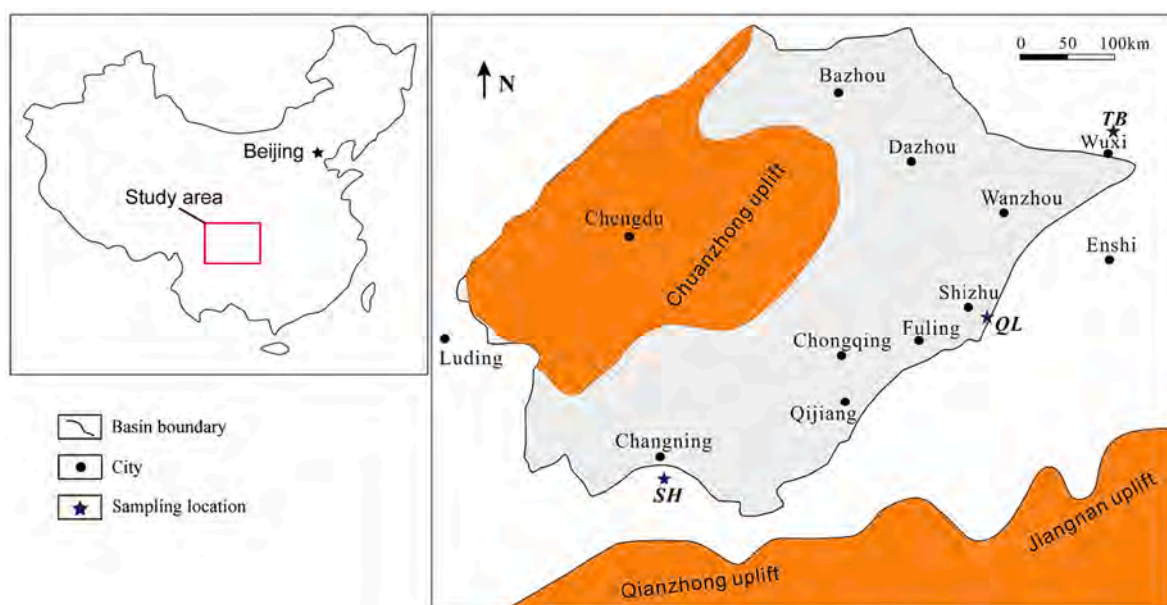 Beijing
Study area
Basin boundary
City
Sampling location
0 50 100km
N
Bazhou
TB
Wuxi
Dazhou
Wanzhou
Chengdu
Chuanzhong uplift
Enshi
Shizhu
QL
Fuling
Luding
Chongqing
Qijiang
Changning
SH
Jiangnan uplift
Qianzhong uplift